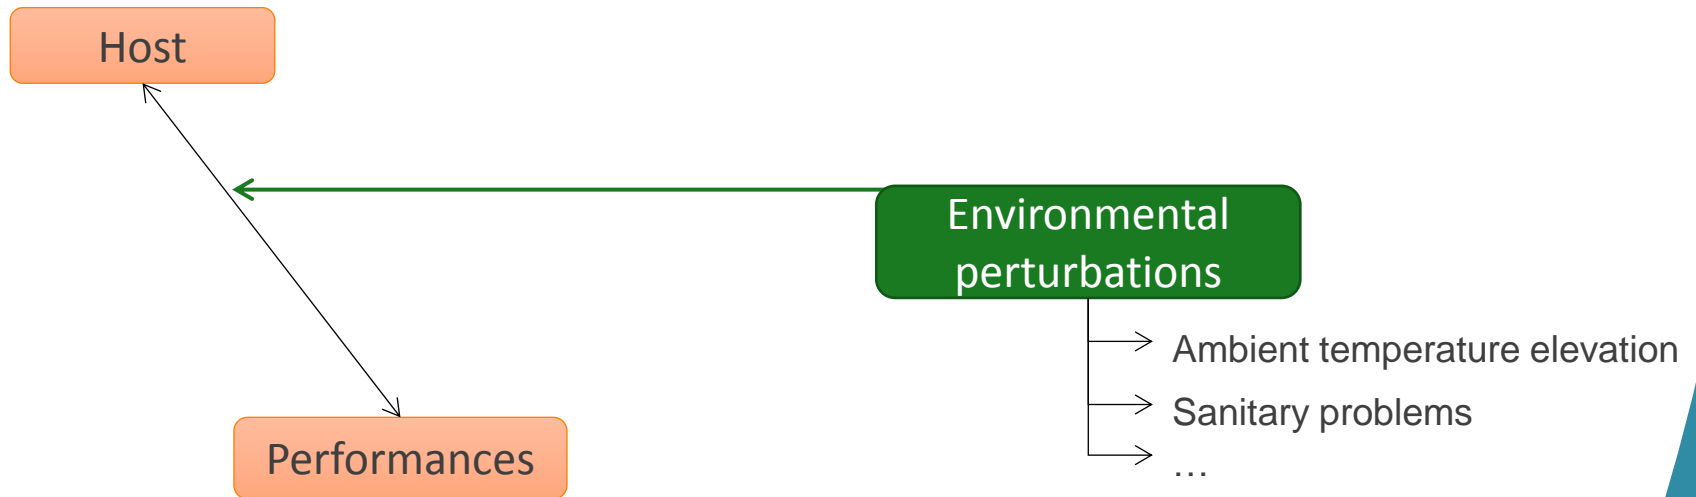 Host
Environmental
perturbations
Ambient temperature elevation
Sanitary problems
…
Performances